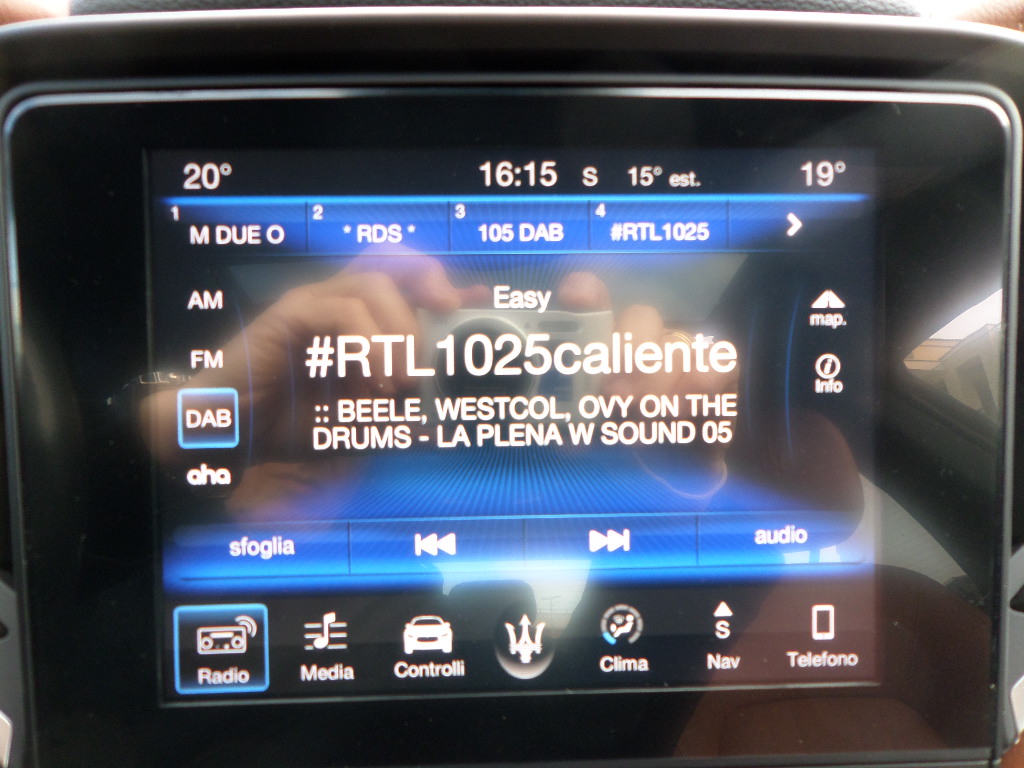 20° 16:15 S 15° est. 19°
1 M DUE O 2 * RDS * 3 105 DAB 4 #RTL1025
AM
FM
DAB
aha
Easy
#RTL1025caliente
:: BEELE, WESTCOL, OVY ON THE
DRUMS - LA PLENA W SOUND 05
map.
Info
sfoglia audio
Radio Media Controlli Clima S Nav Telefono